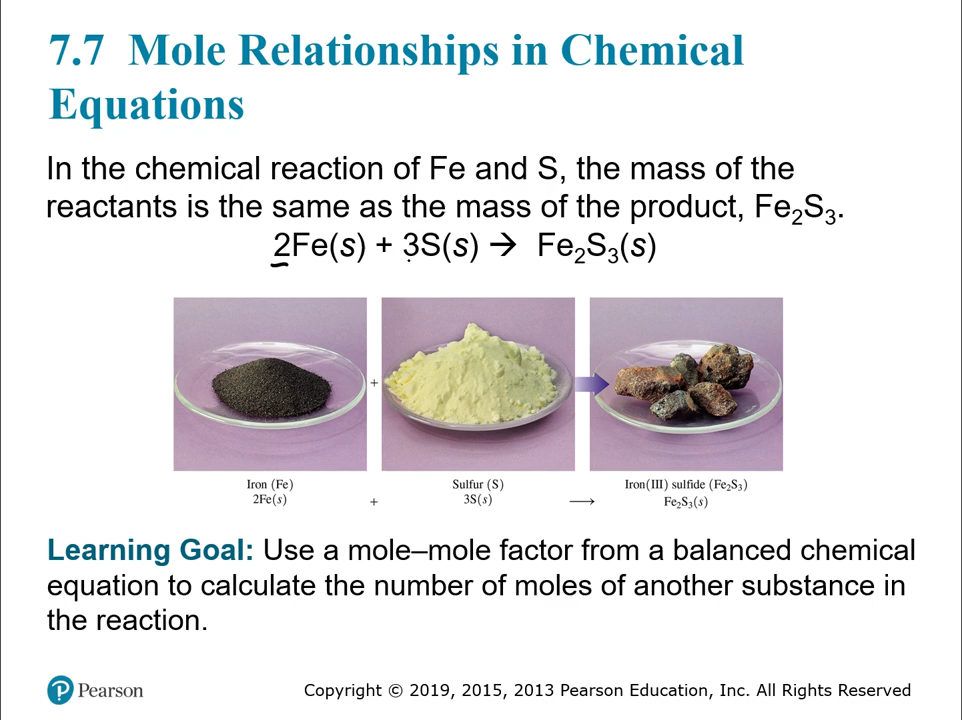 7.7 Mole Relationships in Chemical
Equations
In the chemical reaction of Fe and S, the mass of the
reactants is the same as the mass of the product, Fe₂S₃.
2Fe(s) + 3S(s) → Fe₂S₃(s)
+
Iron (Fe)
2Fe(s)
+
Sulfur (S)
3S(s)
⟶
Iron(III) sulfide (Fe₂S₃)
Fe₂S₃(s)
Learning Goal: Use a mole–mole factor from a balanced chemical
equation to calculate the number of moles of another substance in
the reaction.
P Pearson
Copyright © 2019, 2015, 2013 Pearson Education, Inc. All Rights Reserved